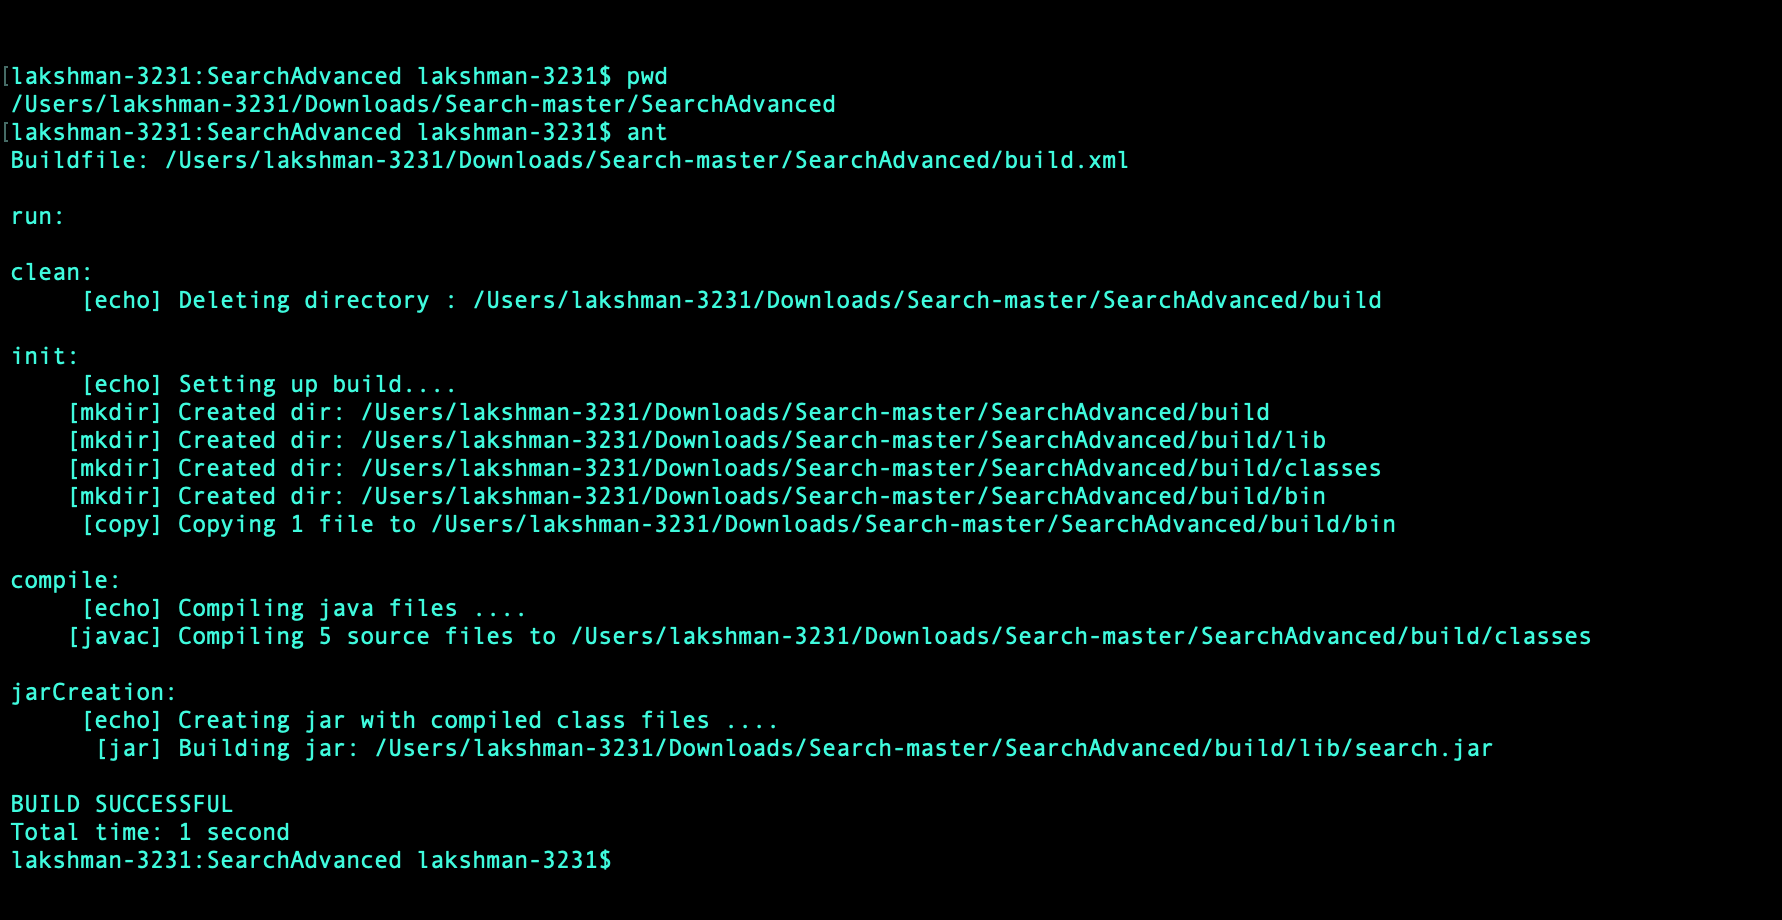 [lakshman-3231:SearchAdvanced lakshman-3231$ pwd
/Users/lakshman-3231/Downloads/Search-master/SearchAdvanced
[lakshman-3231:SearchAdvanced lakshman-3231$ ant
Buildfile: /Users/lakshman-3231/Downloads/Search-master/SearchAdvanced/build.xml
run:
clean:
[echo] Deleting directory : /Users/lakshman-3231/Downloads/Search-master/SearchAdvanced/build
init:
[echo] Setting up build....
[mkdir] Created dir: /Users/lakshman-3231/Downloads/Search-master/SearchAdvanced/build
[mkdir] Created dir: /Users/lakshman-3231/Downloads/Search-master/SearchAdvanced/build/lib
[mkdir] Created dir: /Users/lakshman-3231/Downloads/Search-master/SearchAdvanced/build/classes
[mkdir] Created dir: /Users/lakshman-3231/Downloads/Search-master/SearchAdvanced/build/bin
[copy] Copying 1 file to /Users/lakshman-3231/Downloads/Search-master/SearchAdvanced/build/bin
compile:
[echo] Compiling java files ....
[javac] Compiling 5 source files to /Users/lakshman-3231/Downloads/Search-master/SearchAdvanced/build/classes
jarCreation:
[echo] Creating jar with compiled class files ....
[jar] Building jar: /Users/lakshman-3231/Downloads/Search-master/SearchAdvanced/build/lib/search.jar
BUILD SUCCESSFUL
Total time: 1 second
lakshman-3231:SearchAdvanced lakshman-3231$